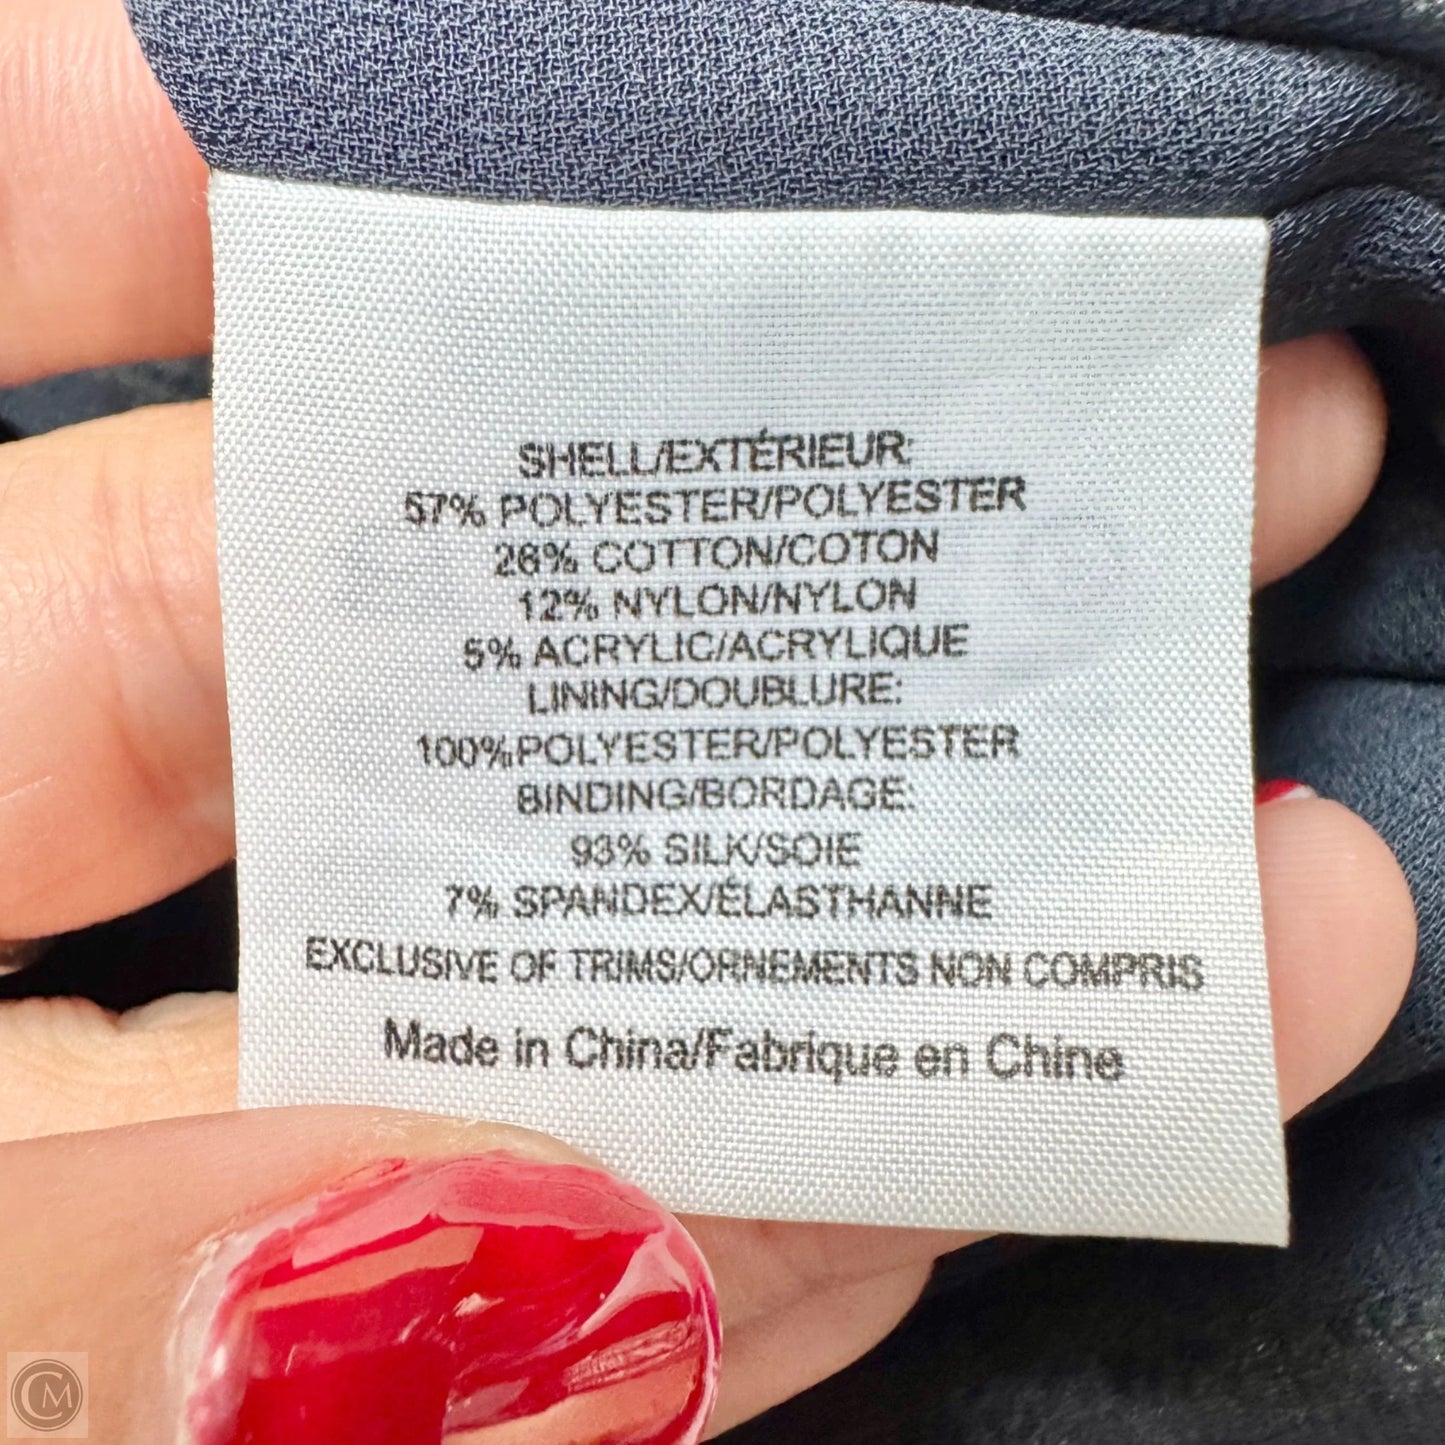 SHELL/EXTÉRIEUR:
57% POLYESTER/POLYESTER
26% COTTON/COTON
12% NYLON/NYLON
5% ACRYLIC/ACRYLIQUE
LINING/DOUBLURE:
100%POLYESTER/POLYESTER
BINDING/BORDAGE:
93% SILK/SOIE
7% SPANDEX/ÉLASTHANNE
EXCLUSIVE OF TRIMS/ORNEMENTS NON COMPRIS
Made in China/Fabrique en Chine
CM